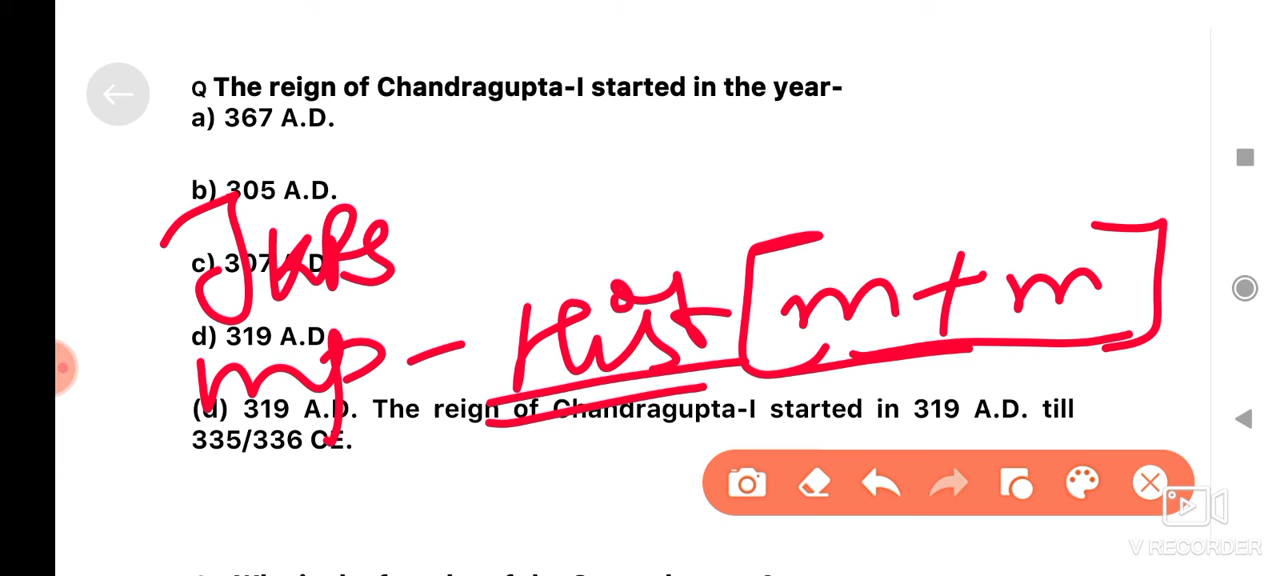 Q The reign of Chandragupta-I started in the year-
a) 367 A.D.
b) 305 A.D.
JKPS
c) 307 A.D.
[m+m]
Hist
d) 319 A.D.
mp -
(d) 319 A.D. The reign of Chandragupta-I started in 319 A.D. till
335/336 CE.
V RECORDER